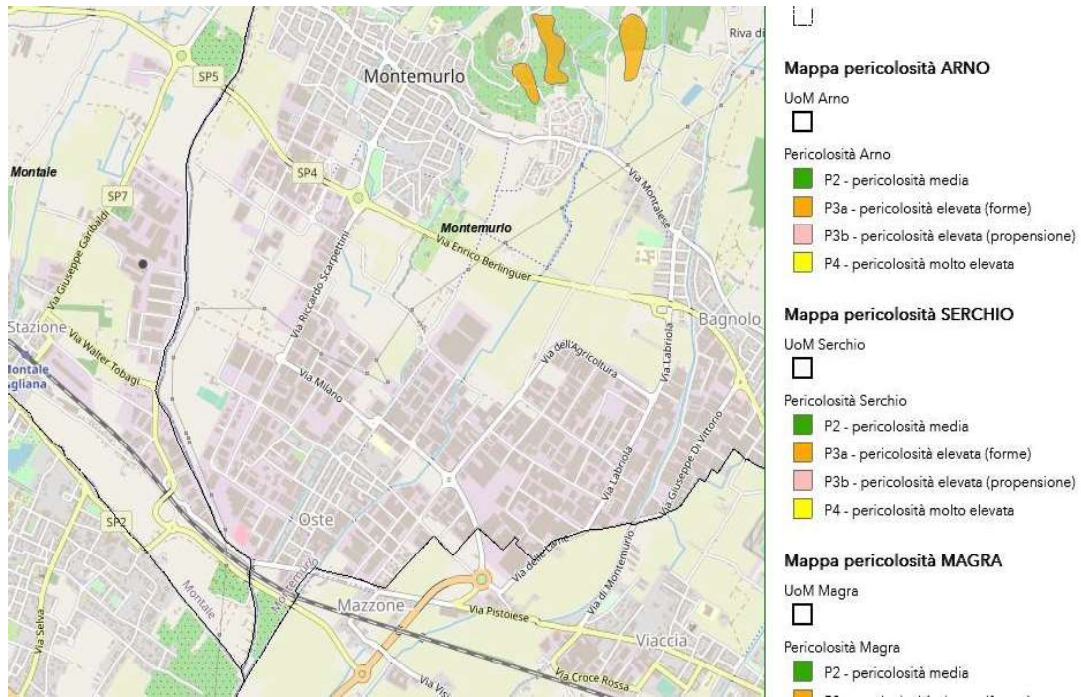 Riva di
Montemurlo
SP5
Montale
SP4
SP7
Via Montalese
Montemurlo
Via Enrico Berlinguer
Via Giuseppe Garibaldi
Via Riccardo Scarpettini
Stazione
Bagnolo
Via Walter Tobagi
Via Labriola
Via dell'Agricoltura
Montale
Agliana
Via Milano
Via Labriola
Via Giuseppe Di Vittorio
SP2
Oste
Via delle Lame
Montemurlo
Montale
Mazzone
Via di Montemurlo
Via Pistoiese
Via Selva
Viaccia
Via Croce Rossa
Via Vis
Mappa pericolosità ARNO
UoM Arno
Pericolosità Arno
P2 - pericolosità media
P3a - pericolosità elevata (forme)
P3b - pericolosità elevata (propensione)
P4 - pericolosità molto elevata
Mappa pericolosità SERCHIO
UoM Serchio
Pericolosità Serchio
P2 - pericolosità media
P3a - pericolosità elevata (forme)
P3b - pericolosità elevata (propensione)
P4 - pericolosità molto elevata
Mappa pericolosità MAGRA
UoM Magra
Pericolosità Magra
P2 - pericolosità media